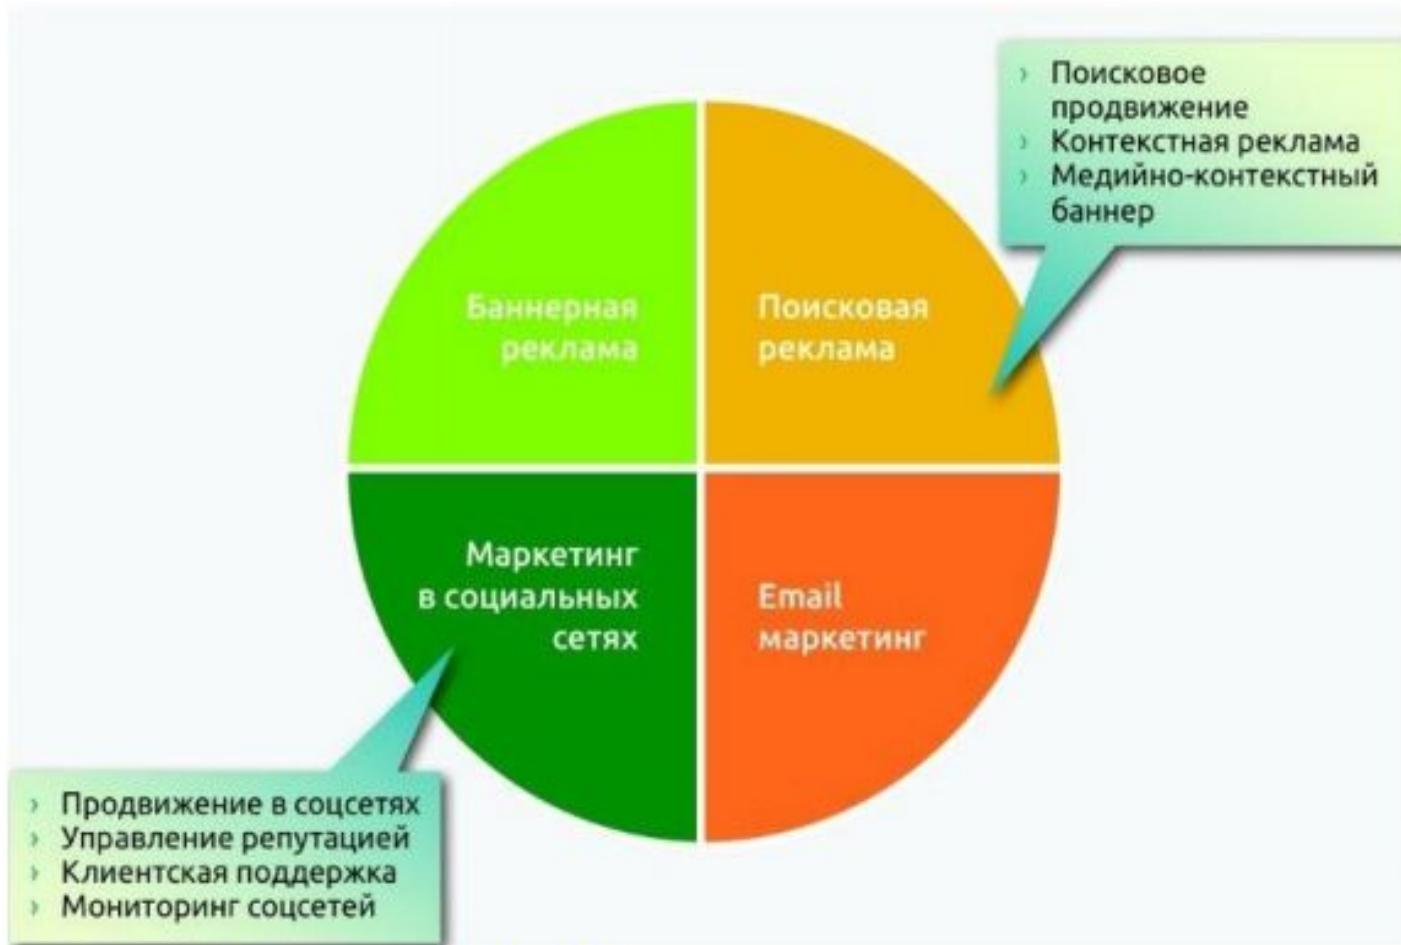 › Поисковое
продвижение
› Контекстная реклама
› Медийно-контекстный
баннер
Баннерная
реклама
Поисковая
реклама
Маркетинг
в социальных
сетях
Email
маркетинг
› Продвижение в соцсетях
› Управление репутацией
› Клиентская поддержка
› Мониторинг соцсетей